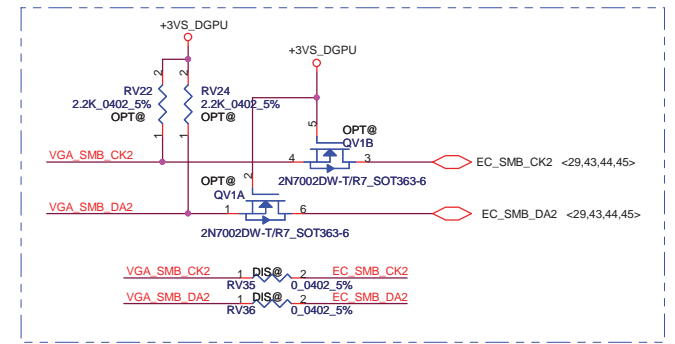 +3VS_DGPU
+3VS_DGPU
2 2
RV22 RV24
2.2K_0402_5% 2.2K_0402_5%
OPT@ OPT@
1 1
5
OPT@
QV1B
VGA_SMB_CK2 4 3 EC_SMB_CK2 <29,43,44,45>
2N7002DW-T/R7_SOT363-6
2
OPT@
QV1A
VGA_SMB_DA2 1 6 EC_SMB_DA2 <29,43,44,45>
2N7002DW-T/R7_SOT363-6
VGA_SMB_CK2 1 DIS@ 2 EC_SMB_CK2
RV35 0_0402_5%
VGA_SMB_DA2 1 DIS@ 2 EC_SMB_DA2
RV36 0_0402_5%